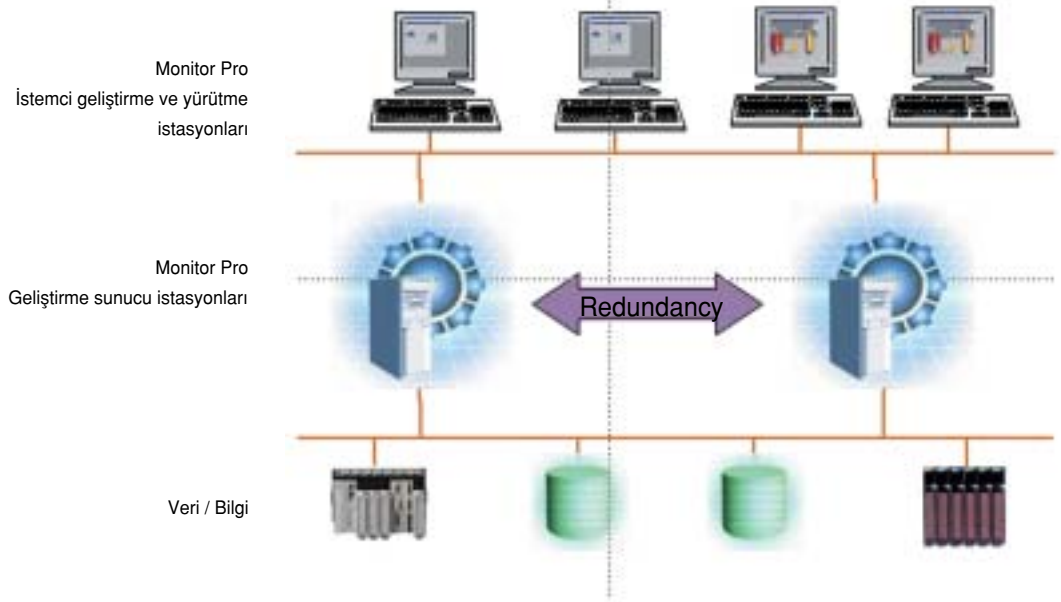 Monitor Pro
İstemci geliştirme ve yürütme
istasyonları
Monitor Pro
Geliştirme sunucu istasyonları
Redundancy
Veri / Bilgi